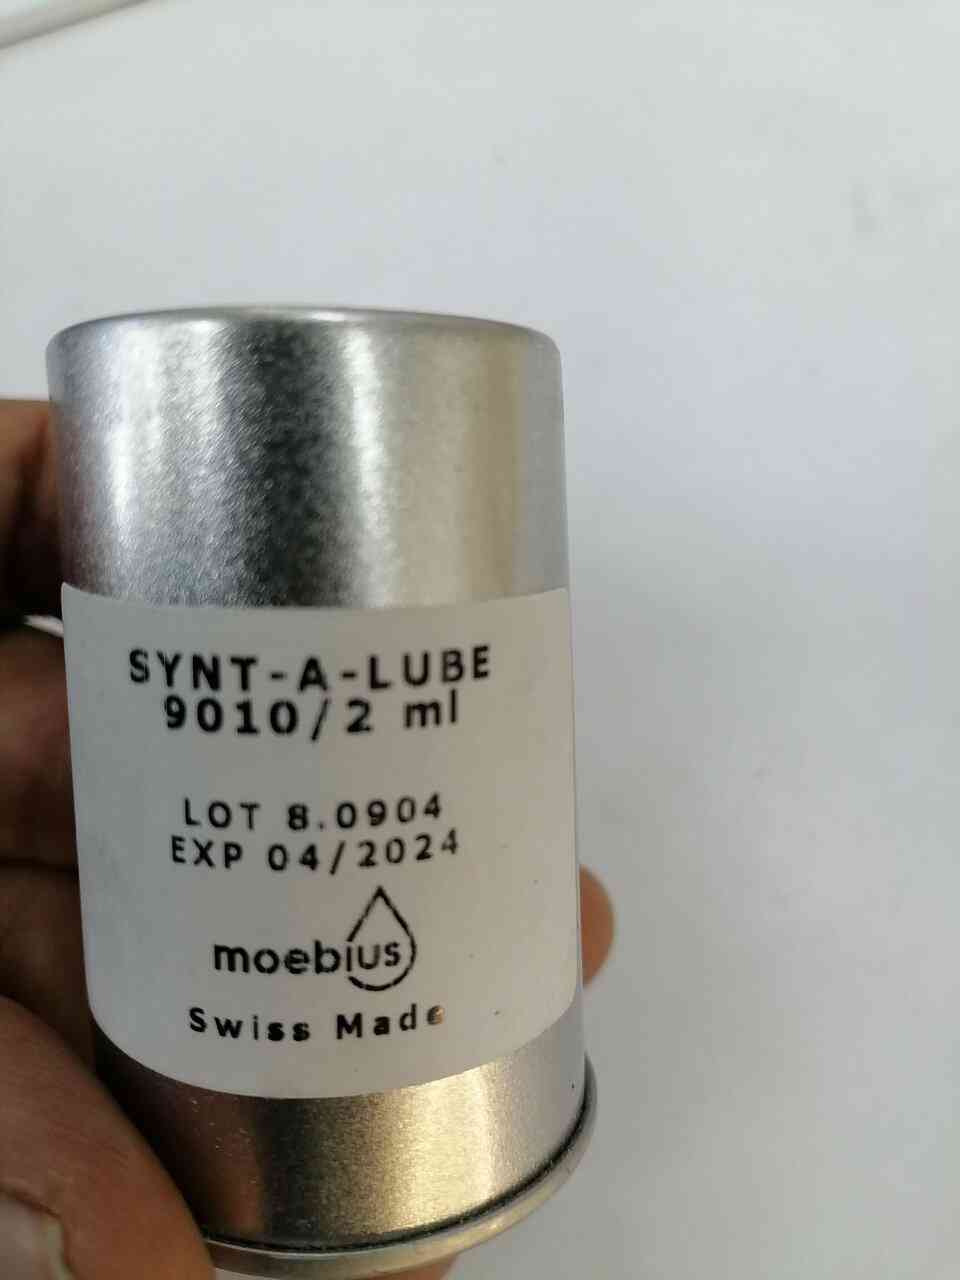 SYNT-A-LUBE
9010/2 ml
LOT 8.0904
EXP 04/2024
moebius
Swiss Made